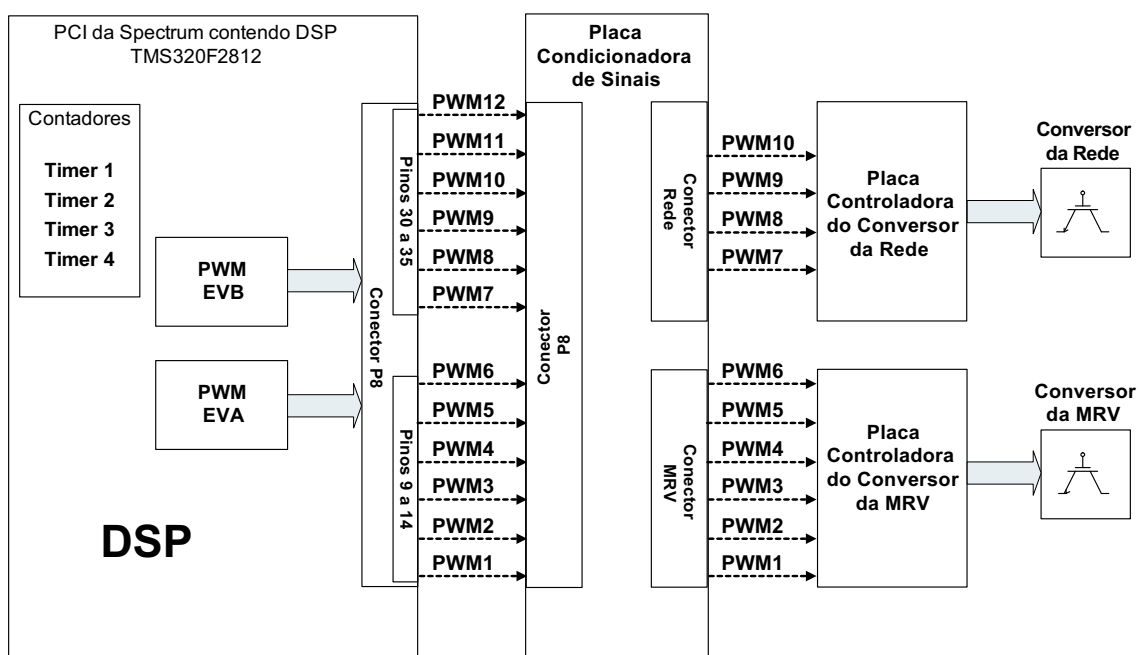 PCI da Spectrum contendo DSP
TMS320F2812
Contadores
Timer 1
Timer 2
Timer 3
Timer 4
PWM
EVB
PWM
EVA
DSP
Conector P8
Pinos 30 a 35
Pinos 9 a 14
PWM12
PWM11
PWM10
PWM9
PWM8
PWM7
PWM6
PWM5
PWM4
PWM3
PWM2
PWM1
Placa
Condicionadora
de Sinais
Conector
P8
Conector
Rede
Conector
MRV
PWM10
PWM9
PWM8
PWM7
PWM6
PWM5
PWM4
PWM3
PWM2
PWM1
Placa
Controladora
do Conversor
da Rede
Placa
Controladora
do Conversor
da MRV
Conversor
da Rede
Conversor
da MRV